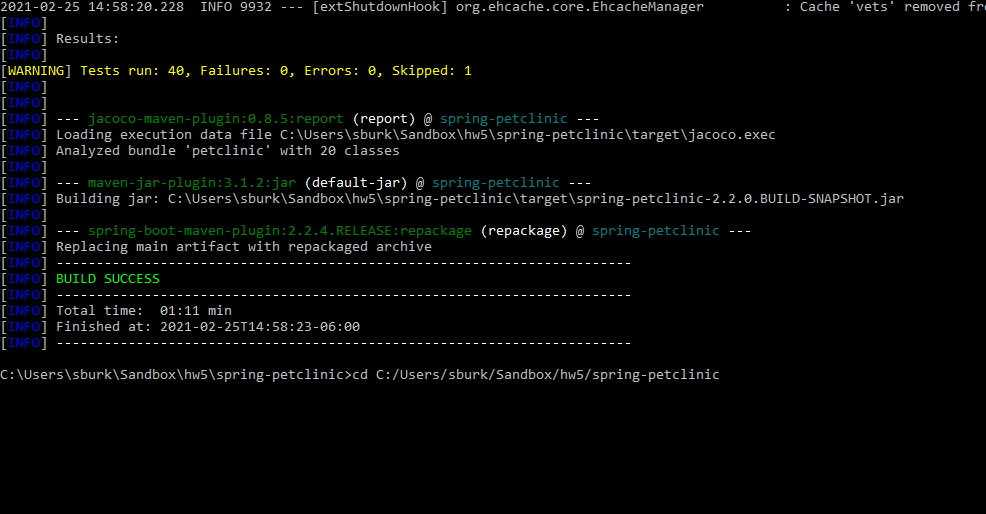 2021-02-25 14:58:20.228  INFO 9932 --- [extShutdownHook] org.ehcache.core.EhcacheManager          : Cache 'vets' removed fr
[INFO]
[INFO] Results:
[INFO]
[WARNING] Tests run: 40, Failures: 0, Errors: 0, Skipped: 1
[INFO]
[INFO]
[INFO] --- jacoco-maven-plugin:0.8.5:report (report) @ spring-petclinic ---
[INFO] Loading execution data file C:\Users\sburk\Sandbox\hw5\spring-petclinic\target\jacoco.exec
[INFO] Analyzed bundle 'petclinic' with 20 classes
[INFO]
[INFO] --- maven-jar-plugin:3.1.2:jar (default-jar) @ spring-petclinic ---
[INFO] Building jar: C:\Users\sburk\Sandbox\hw5\spring-petclinic\target\spring-petclinic-2.2.0.BUILD-SNAPSHOT.jar
[INFO]
[INFO] --- spring-boot-maven-plugin:2.2.4.RELEASE:repackage (repackage) @ spring-petclinic ---
[INFO] Replacing main artifact with repackaged archive
[INFO] ------------------------------------------------------------------------
[INFO] BUILD SUCCESS
[INFO] ------------------------------------------------------------------------
[INFO] Total time:  01:11 min
[INFO] Finished at: 2021-02-25T14:58:23-06:00
[INFO] ------------------------------------------------------------------------
C:\Users\sburk\Sandbox\hw5\spring-petclinic>cd C:/Users/sburk/Sandbox/hw5/spring-petclinic